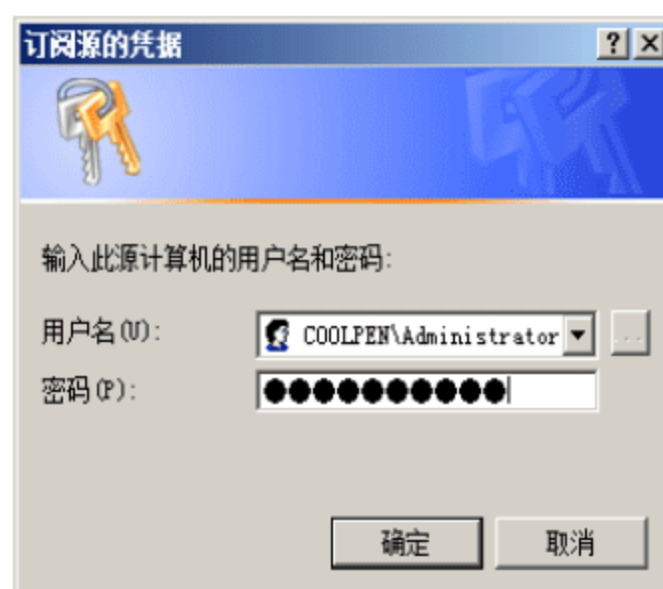 订阅源的凭据
输入此源计算机的用户名和密码:
用户名(U): COOLPEN\Administrator ...
密码(P): ●●●●●●●●●●
确定 取消